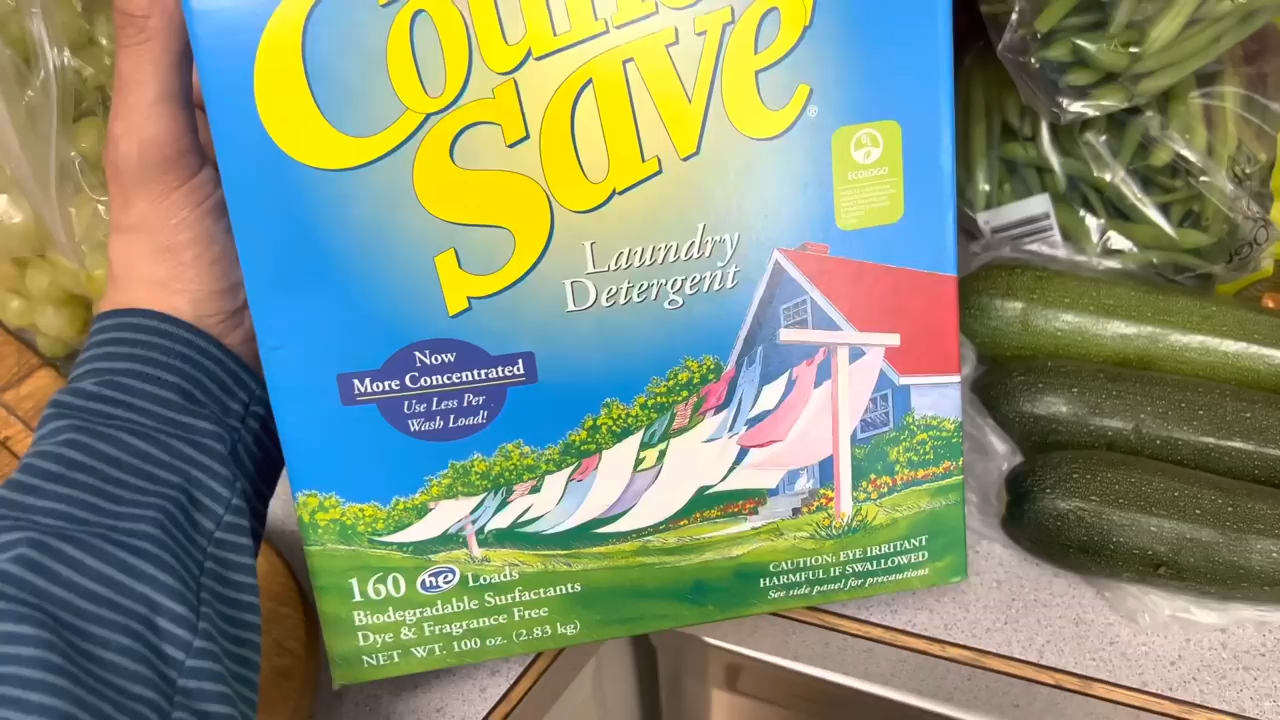 Save®
ECOLOGO
Laundry
Detergent
Now
More Concentrated
Use Less Per
Wash Load!
160 he Loads
Biodegradable Surfactants
Dye & Fragrance Free
NET WT. 100 oz. (2.83 kg)
CAUTION: EYE IRRITANT
HARMFUL IF SWALLOWED
See side panel for precautions